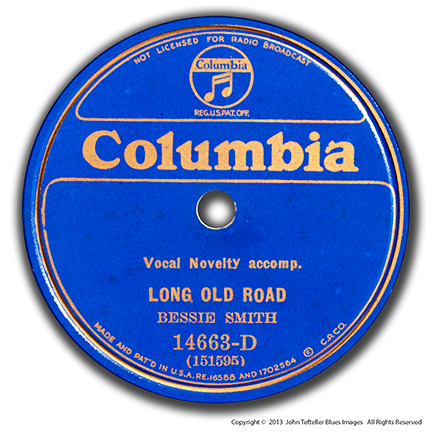 NOT LICENSED FOR RADIO BROADCAST
Columbia
REG.U.S.PAT.OFF.
Columbia
Vocal Novelty accomp.
LONG OLD ROAD
BESSIE SMITH
14663-D
(151595)
MADE AND PAT'D IN U.S.A. RE.16588 AND 1702564 © C.P.CO.
Copyright © 2013 John Tefteller Blues Images All Rights Reserved